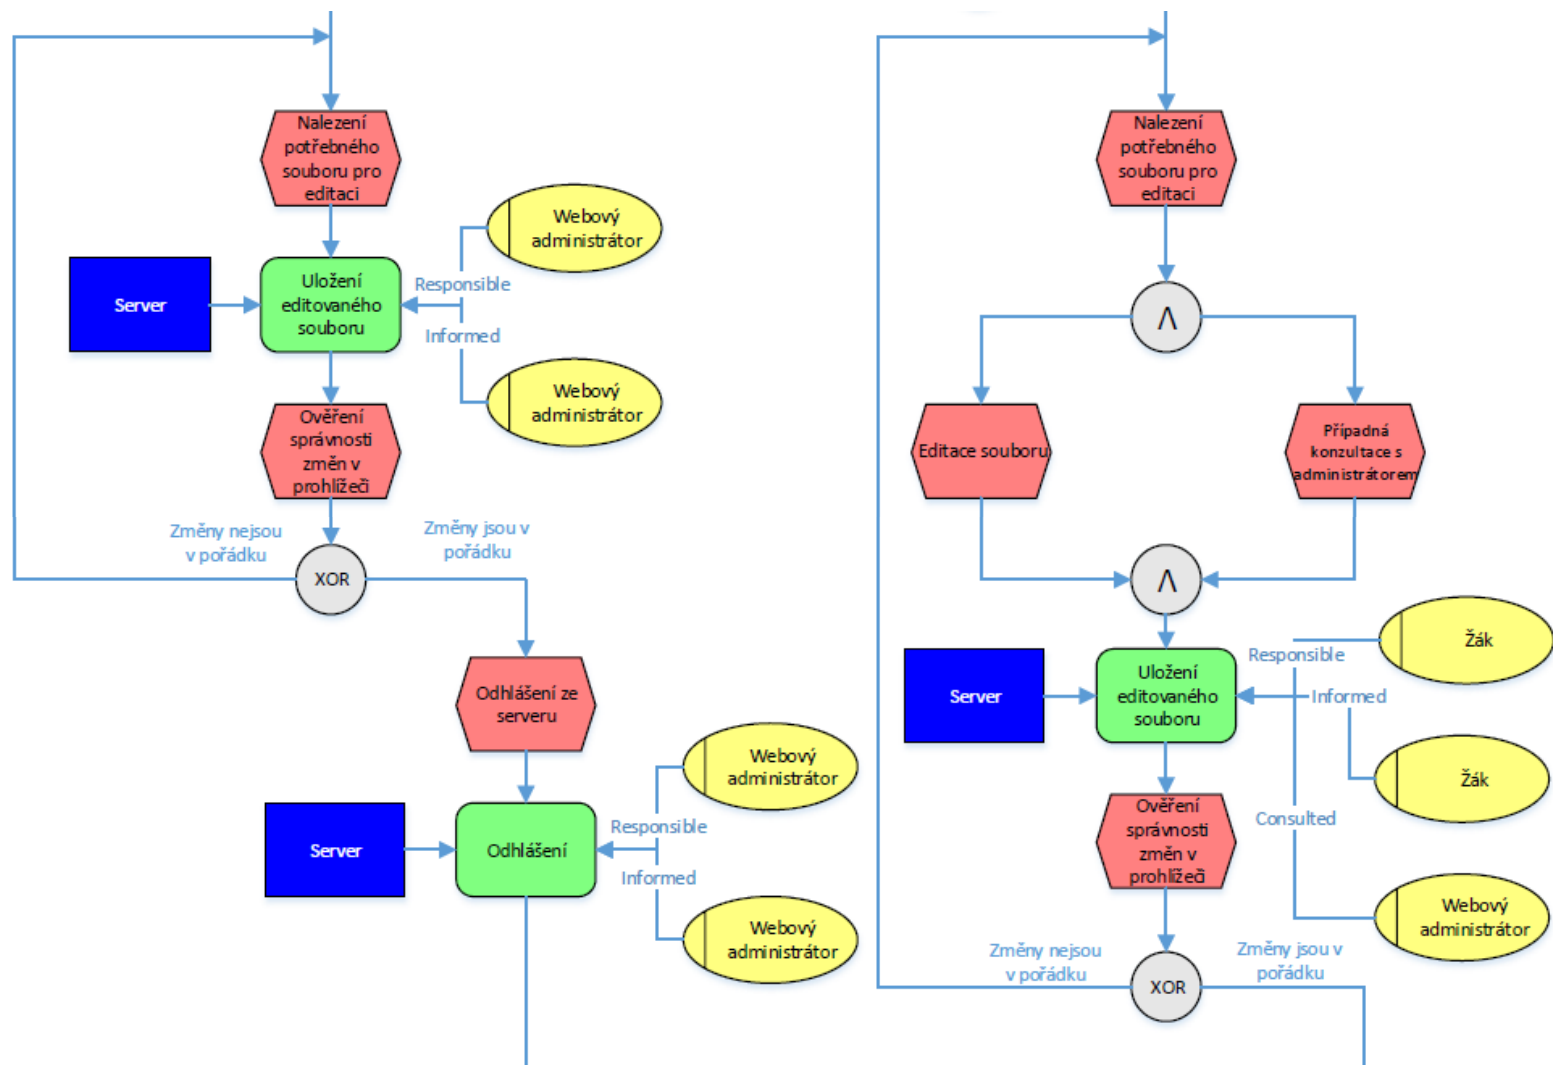 Nalezení
potřebného
souboru pro
editaci
Webový
administrátor
Server
Uložení
editovaného
souboru
Responsible
Informed
Webový
administrátor
Ověření
správnosti
změn v
prohlížeči
Změny nejsou
v pořádku
Změny jsou v
pořádku
XOR
Odhlášení ze
serveru
Webový
administrátor
Server
Odhlášení
Responsible
Informed
Webový
administrátor
Nalezení
potřebného
souboru pro
editaci
Λ
Editace souboru
Případná
konzultace s
administrátorem
Λ
Žák
Server
Uložení
editovaného
souboru
Responsible
Informed
Žák
Consulted
Ověření
správnosti
změn v
prohlížeči
Webový
administrátor
Změny nejsou
v pořádku
Změny jsou v
pořádku
XOR